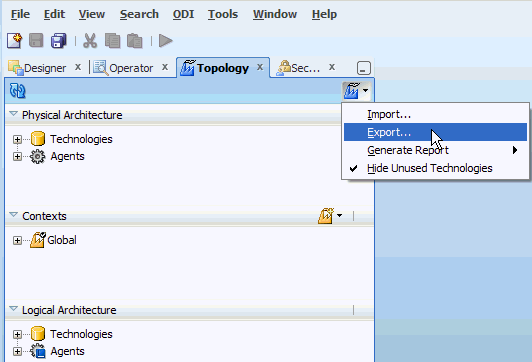 File Edit View Search ODI Tools Window Help
Designer Operator Topology Sec...
Physical Architecture
Technologies
Agents
Import...
Export...
Generate Report
Hide Unused Technologies
Contexts
Global
Logical Architecture
Technologies
Agents